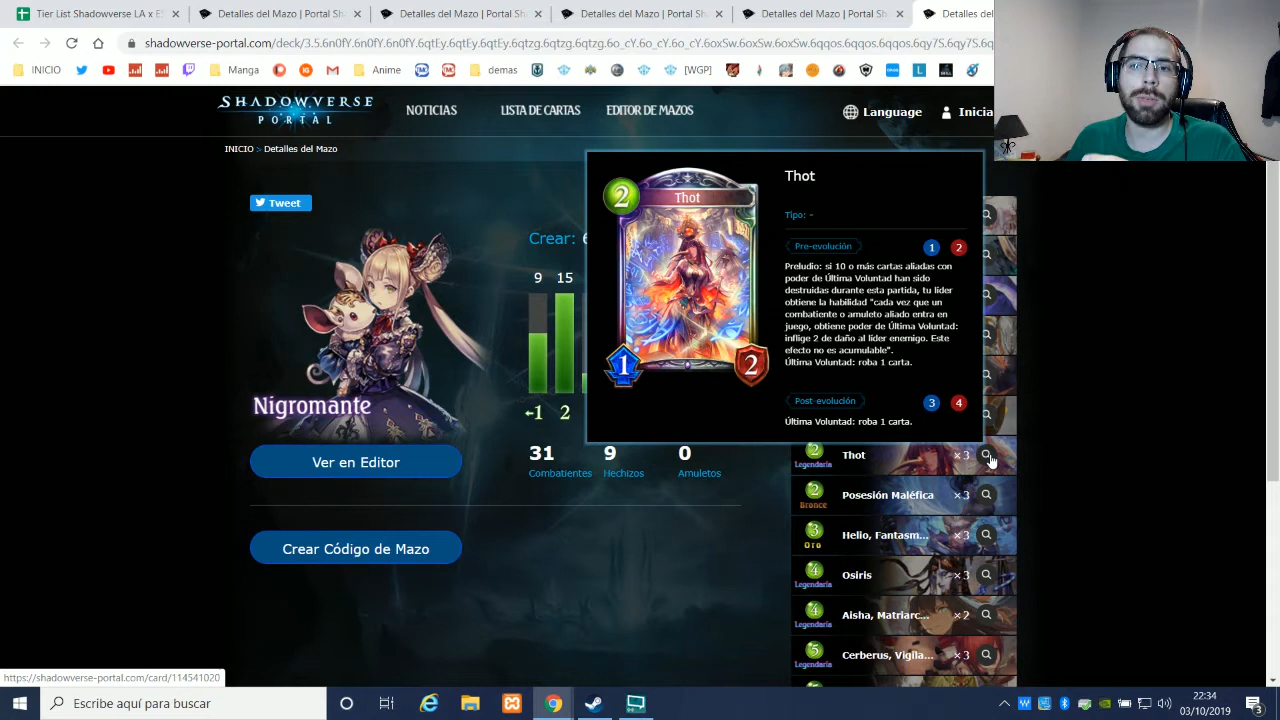 Tier List Shadowverse LA x E
Detalles del Mazo | Portal Sh
Detalles del Mazo | Portal Sh
Detalles del Mazo | Portal Sh
Detalles del
shadowverse-portal.com/deck/3.5.6n0fY.6n0fY.6n0fY.6qtEy.6qtEy.6qtEy.6qtzg.6qtzg.6qtzg.6o_cY.6o_cY.6o_cY.6oxSw.6oxSw.6oxSw.6qqos.6qqos.6qqos.6qy7S.6qy7S.6qy
INICIO
Manga
Anime
demas
[WGP]
SHADOWVERSE
PORTAL
NOTICIAS
LISTA DE CARTAS
EDITOR DE MAZOS
Language
Inicia
INICIO > Detalles del Mazo
Tweet
Nigromante
Ver en Editor
Crear Código de Mazo
Crear:
9 15
←1 2
31
Combatientes
9
Hechizos
0
Amuletos
2
Thot
1
2
Thot
Tipo: -
Pre-evolución
1 2
Preludio: si 10 o más cartas aliadas con
poder de Última Voluntad han sido
destruidas durante esta partida, tu líder
obtiene la habilidad "cada vez que un
combatiente o amuleto aliado entra en
juego, obtiene poder de Última Voluntad:
inflige 2 de daño al líder enemigo. Este
efecto no es acumulable".
Última Voluntad: roba 1 carta.
Post-evolución
3 4
Última Voluntad: roba 1 carta.
2 Legendaria Thot ×3
2 Bronce Posesión Maléfica ×3
3 Oro Helio, Fantasm... ×3
4 Legendaria Osiris ×3
4 Legendaria Aisha, Matriarc... ×2
5 Legendaria Cerberus, Vigila... ×3
https://shadowverse-portal.com/card/114541020
Escribe aquí para buscar
22:34
03/10/2019
3